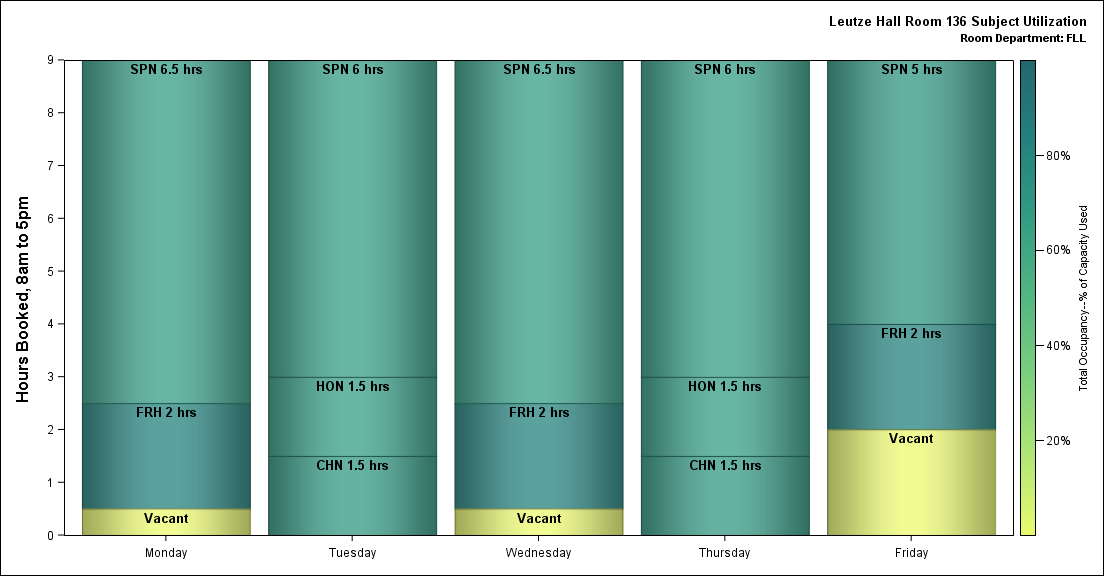 Leutze Hall Room 136 Subject Utilization
Room Department: FLL
Hours Booked, 8am to 5pm
9
8
7
6
5
4
3
2
1
0
SPN 6.5 hrs
FRH 2 hrs
Vacant
SPN 6 hrs
HON 1.5 hrs
CHN 1.5 hrs
SPN 6.5 hrs
FRH 2 hrs
Vacant
SPN 6 hrs
HON 1.5 hrs
CHN 1.5 hrs
SPN 5 hrs
FRH 2 hrs
Vacant
Monday
Tuesday
Wednesday
Thursday
Friday
80%
60%
40%
20%
Total Occupancy--% of Capacity Used